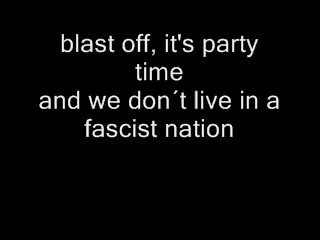 blast off, it's party
time
and we don´t live in a
fascist nation